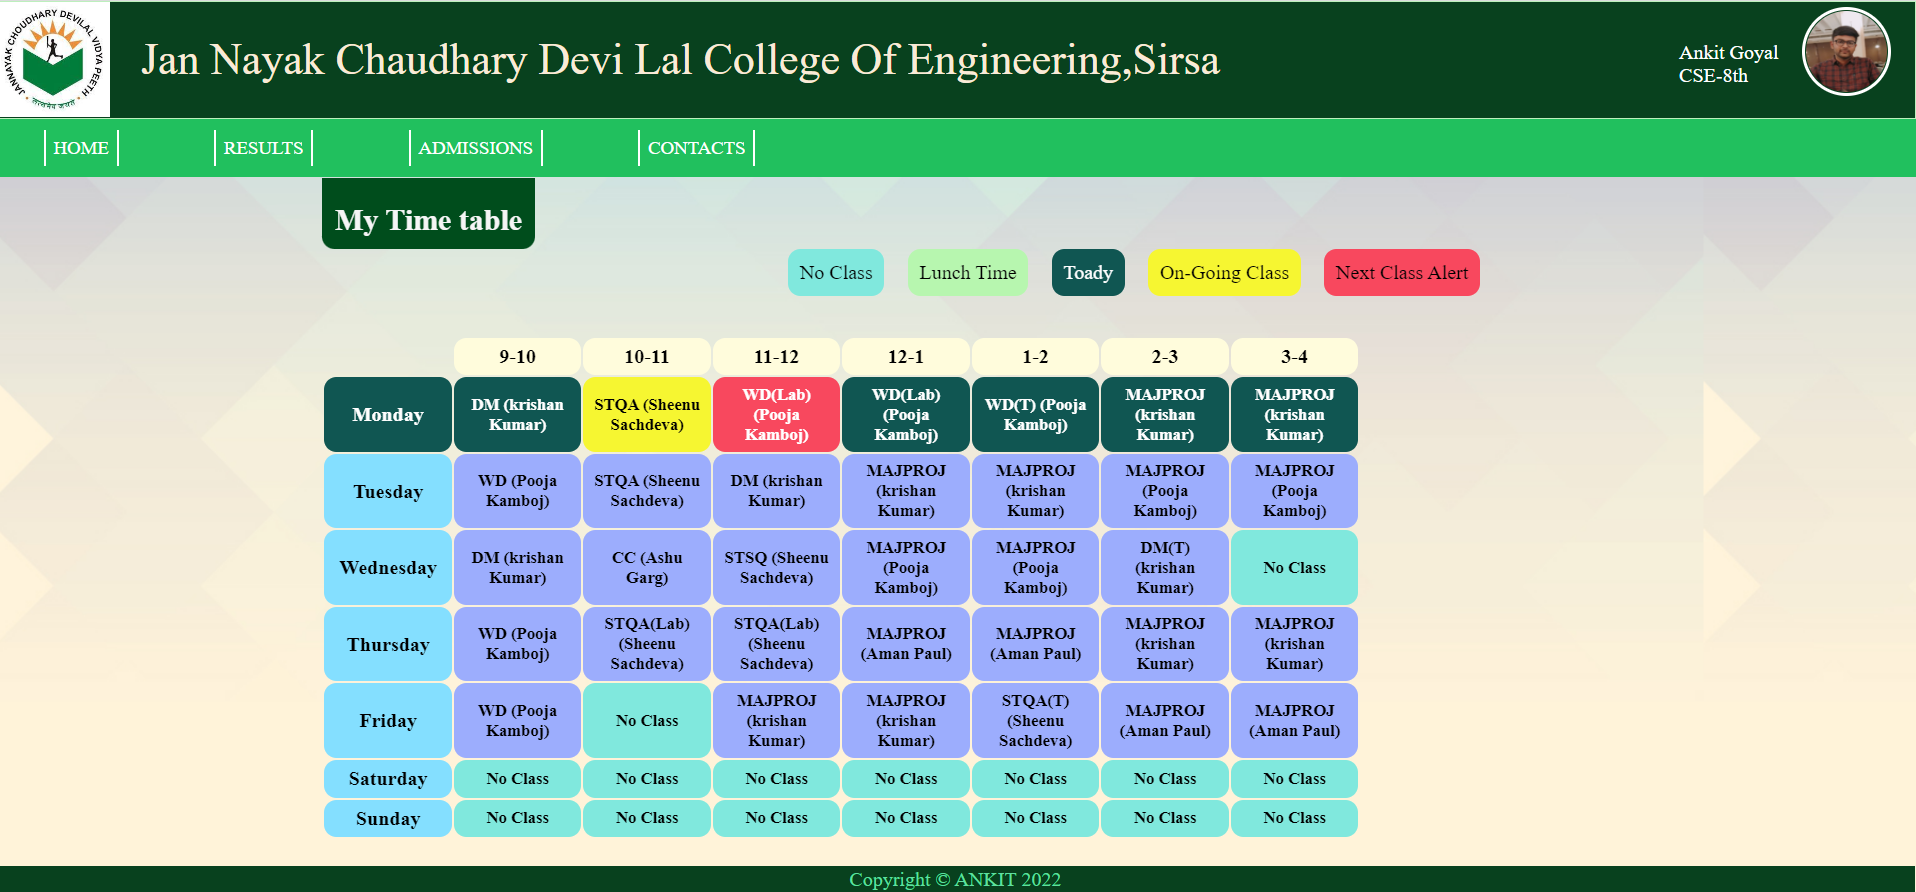 JANNAYAK CHOUDHARY DEVILAL VIDYA PEETH
सत्यमेव जयते
Jan Nayak Chaudhary Devi Lal College Of Engineering,Sirsa
Ankit Goyal
CSE-8th
HOME RESULTS ADMISSIONS CONTACTS
My Time table
No Class Lunch Time Toady On-Going Class Next Class Alert
9-10 10-11 11-12 12-1 1-2 2-3 3-4
Monday
DM (krishan
Kumar)
STQA (Sheenu
Sachdeva)
WD(Lab)
(Pooja
Kamboj)
WD(Lab)
(Pooja
Kamboj)
WD(T) (Pooja
Kamboj)
MAJPROJ
(krishan
Kumar)
MAJPROJ
(krishan
Kumar)
Tuesday
WD (Pooja
Kamboj)
STQA (Sheenu
Sachdeva)
DM (krishan
Kumar)
MAJPROJ
(krishan
Kumar)
MAJPROJ
(krishan
Kumar)
MAJPROJ
(Pooja
Kamboj)
MAJPROJ
(Pooja
Kamboj)
Wednesday
DM (krishan
Kumar)
CC (Ashu
Garg)
STSQ (Sheenu
Sachdeva)
MAJPROJ
(Pooja
Kamboj)
MAJPROJ
(Pooja
Kamboj)
DM(T)
(krishan
Kumar)
No Class
Thursday
WD (Pooja
Kamboj)
STQA(Lab)
(Sheenu
Sachdeva)
STQA(Lab)
(Sheenu
Sachdeva)
MAJPROJ
(Aman Paul)
MAJPROJ
(Aman Paul)
MAJPROJ
(krishan
Kumar)
MAJPROJ
(krishan
Kumar)
Friday
WD (Pooja
Kamboj)
No Class
MAJPROJ
(krishan
Kumar)
MAJPROJ
(krishan
Kumar)
STQA(T)
(Sheenu
Sachdeva)
MAJPROJ
(Aman Paul)
MAJPROJ
(Aman Paul)
Saturday No Class No Class No Class No Class No Class No Class No Class
Sunday No Class No Class No Class No Class No Class No Class No Class
Copyright © ANKIT 2022